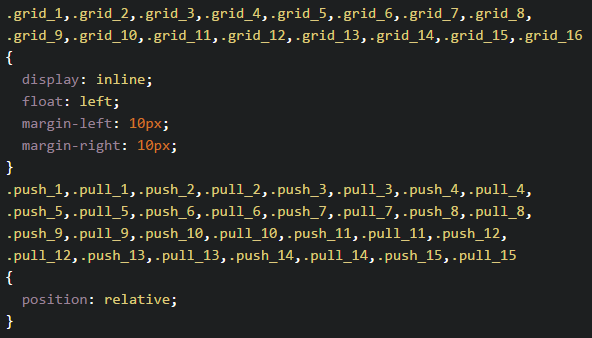 .grid_1,.grid_2,.grid_3,.grid_4,.grid_5,.grid_6,.grid_7,.grid_8,
.grid_9,.grid_10,.grid_11,.grid_12,.grid_13,.grid_14,.grid_15,.grid_16
{
  display: inline;
  float: left;
  margin-left: 10px;
  margin-right: 10px;
}
.push_1,.pull_1,.push_2,.pull_2,.push_3,.pull_3,.push_4,.pull_4,
.push_5,.pull_5,.push_6,.pull_6,.push_7,.pull_7,.push_8,.pull_8,
.push_9,.pull_9,.push_10,.pull_10,.push_11,.pull_11,.push_12,
.pull_12,.push_13,.pull_13,.push_14,.pull_14,.push_15,.pull_15
{
  position: relative;
}